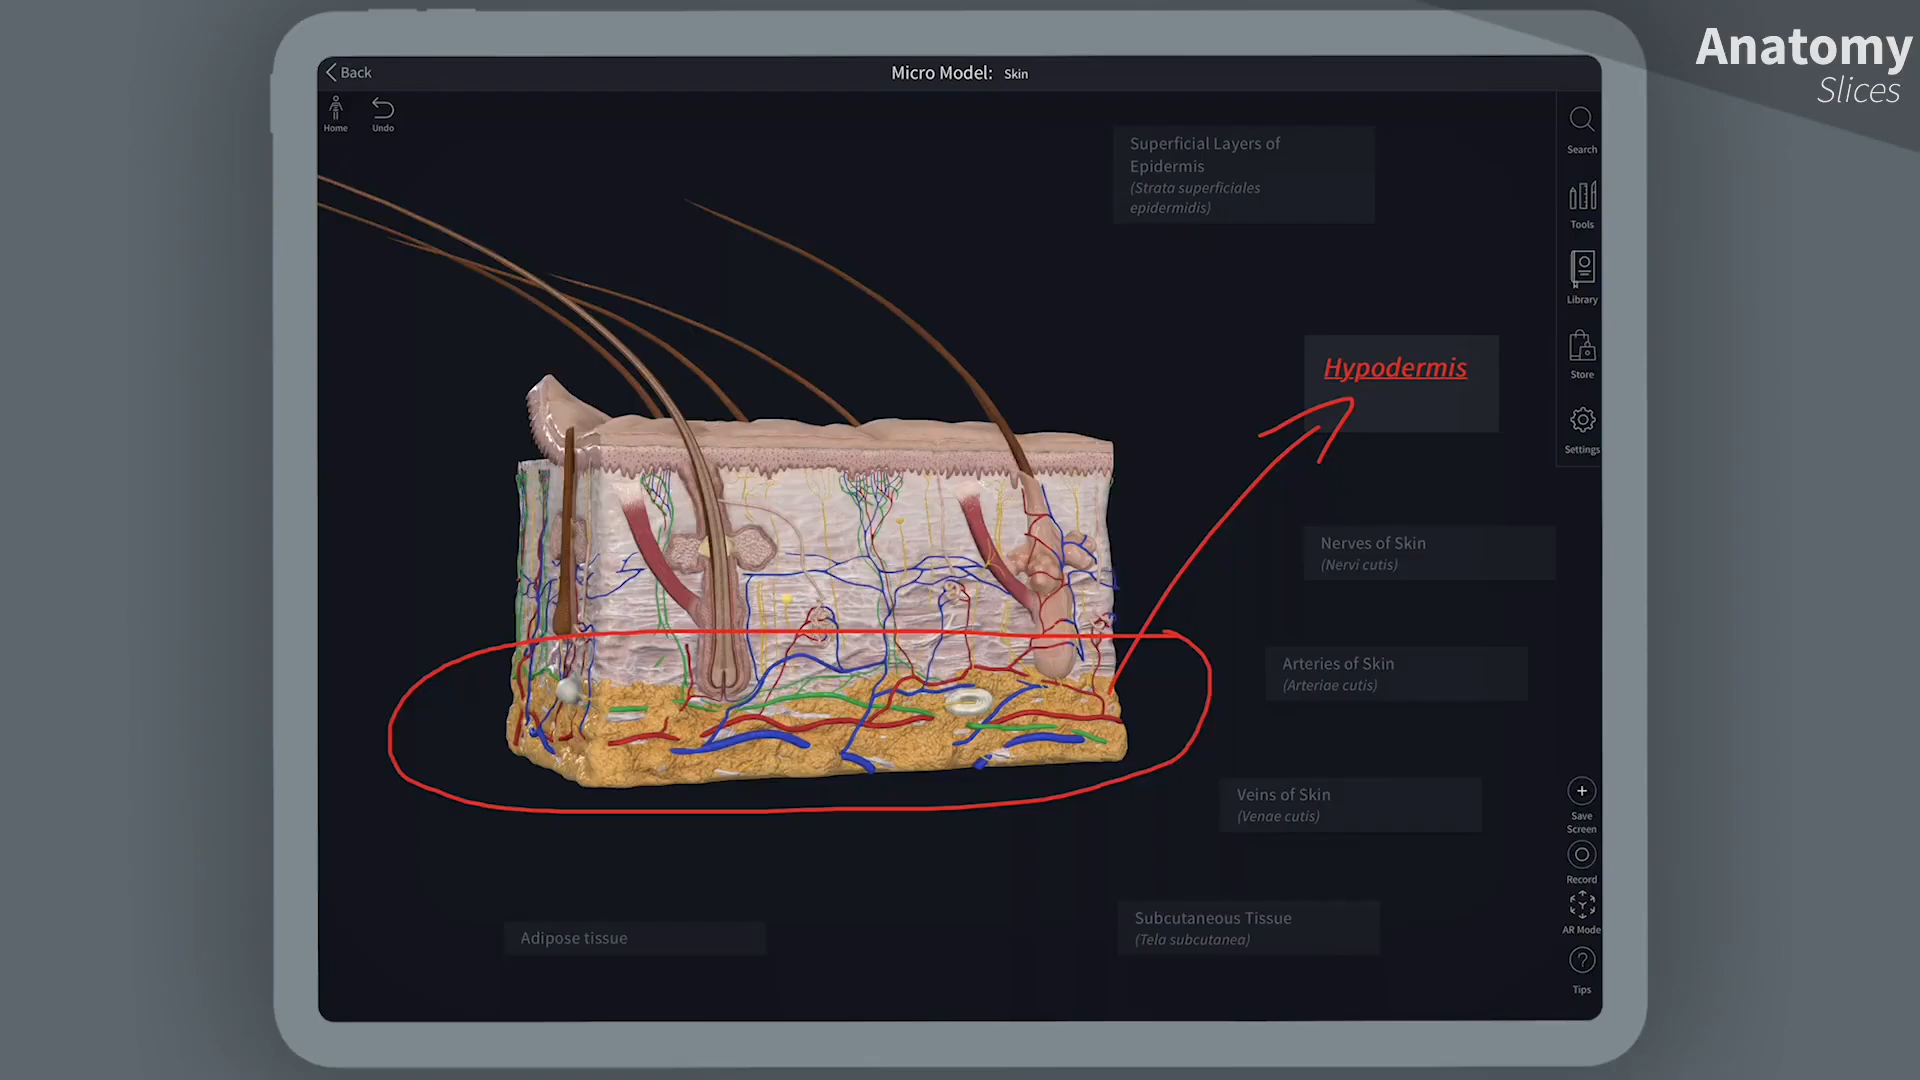 Anatomy
Slices
Back
Micro Model: Skin
Home
Undo
Superficial Layers of
Epidermis
(Strata superficiales
epidermidis)
Search
Tools
Library
Store
Settings
Hypodermis
Nerves of Skin
(Nervi cutis)
Arteries of Skin
(Arteriae cutis)
Veins of Skin
(Venae cutis)
Subcutaneous Tissue
(Tela subcutanea)
Adipose tissue
Save
Screen
Record
AR Mode
Tips